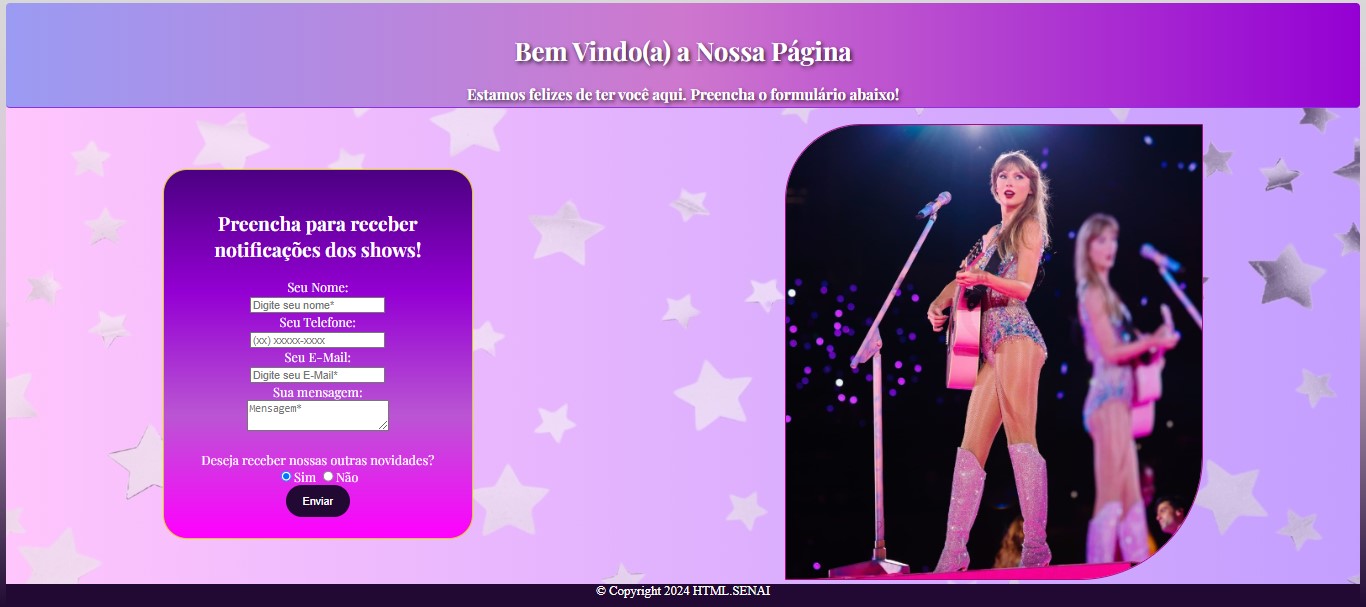 Bem Vindo(a) a Nossa Página
Estamos felizes de ter você aqui. Preencha o formulário abaixo!
Preencha para receber
notificações dos shows!
Seu Nome:
Digite seu nome*
Seu Telefone:
(xx) xxxxx-xxxx
Seu E-Mail:
Digite seu E-Mail*
Sua mensagem:
Mensagem*
Deseja receber nossas outras novidades?
Sim Não
Enviar
© Copyright 2024 HTML.SENAI